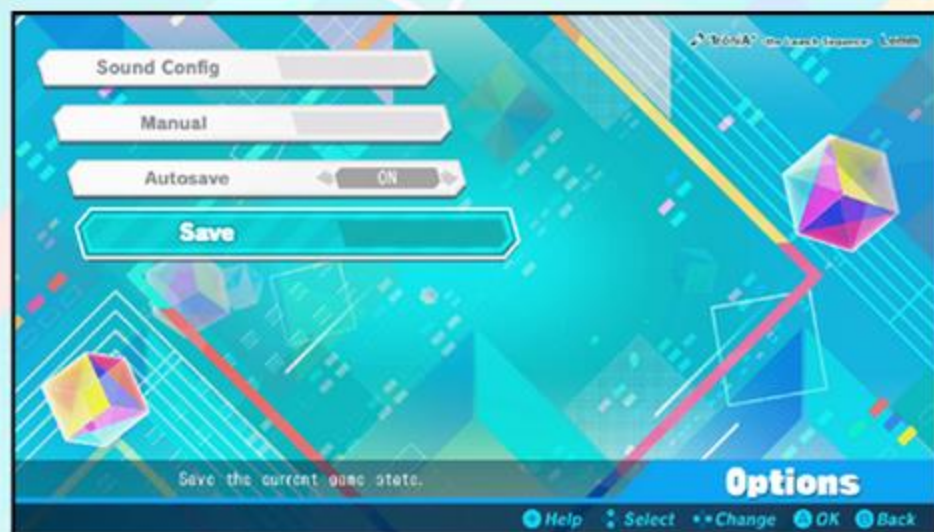 Sound Config
Manual
Autosave ON
Save
Save the current game state.
Options
Help Select Change A OK B Back